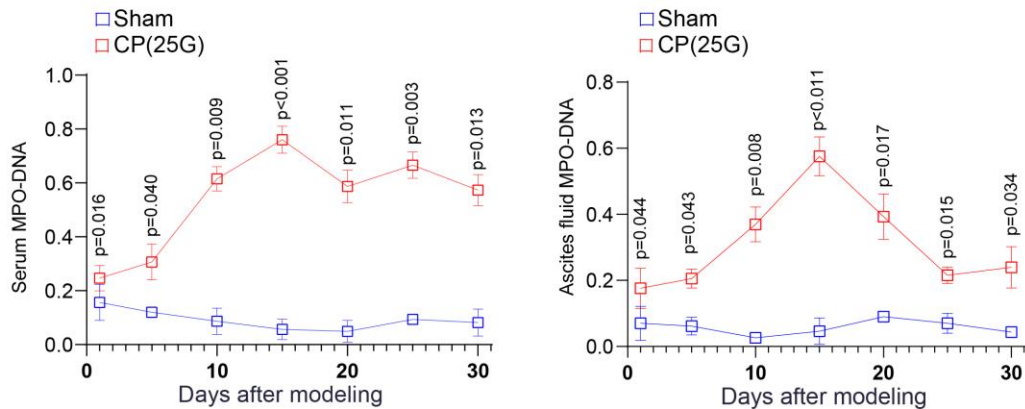 Sham
CP(25G)
Serum MPO-DNA
1.0
0.8
0.6
0.4
0.2
0.0
p=0.016
p=0.040
p=0.009
p<0.001
p=0.011
p=0.003
p=0.013
0
10
20
30
Days after modeling
Sham
CP(25G)
Ascites fluid MPO-DNA
0.8
0.6
0.4
0.2
0.0
p=0.044
p=0.043
p=0.008
p<0.011
p=0.017
p=0.015
p=0.034
0
10
20
30
Days after modeling